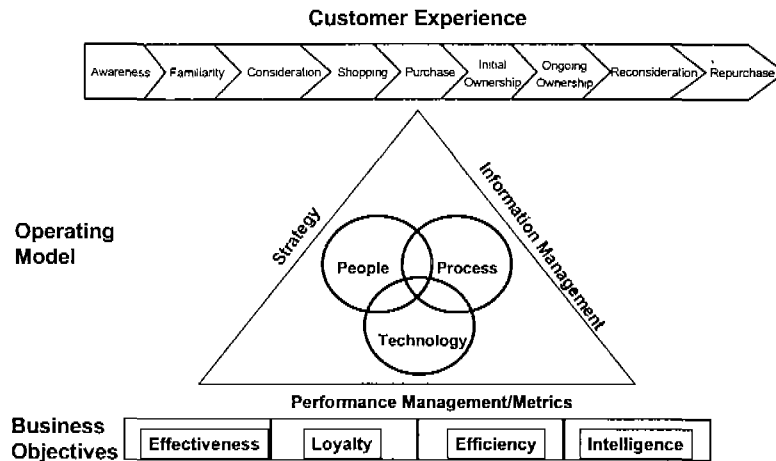 Customer Experience
Awareness Familiarity Consideration Shopping Purchase Initial Ownership Ongoing Ownership Reconsideration Repurchase
Strategy
Information Management
Operating
Model
People Process
Technology
Performance Management/Metrics
Business
Objectives
Effectiveness Loyalty Efficiency Intelligence